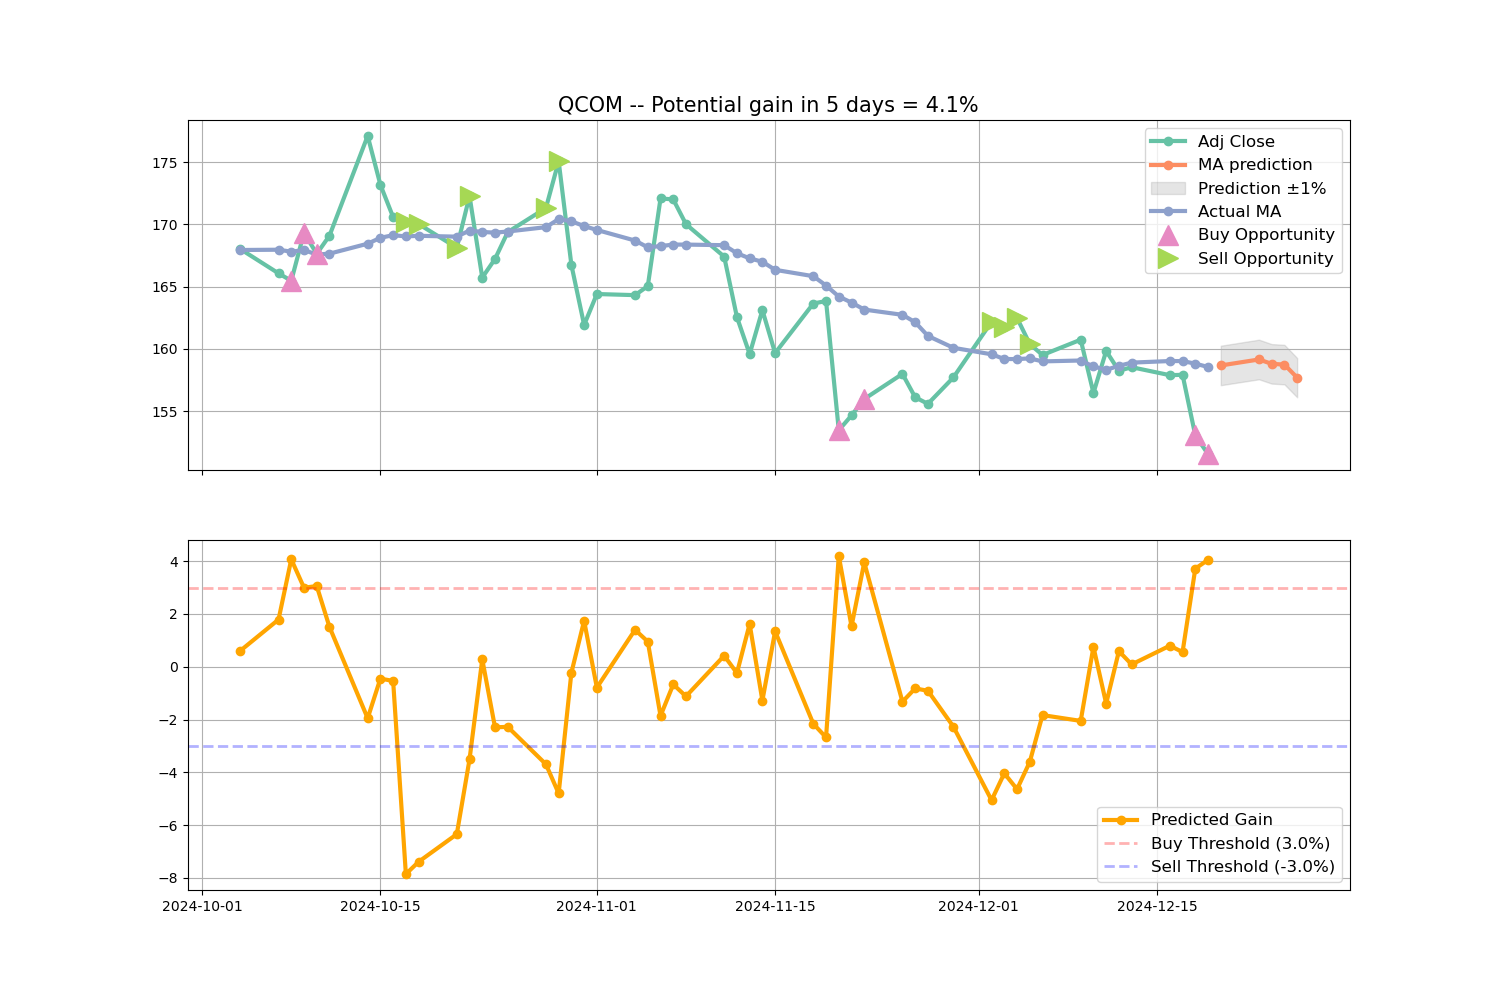 QCOM -- Potential gain in 5 days = 4.1%
175
170
165
160
155
Adj Close
MA prediction
Prediction ±1%
Actual MA
Buy Opportunity
Sell Opportunity
4
2
0
−2
−4
−6
−8
Predicted Gain
Buy Threshold (3.0%)
Sell Threshold (-3.0%)
2024-10-01
2024-10-15
2024-11-01
2024-11-15
2024-12-01
2024-12-15